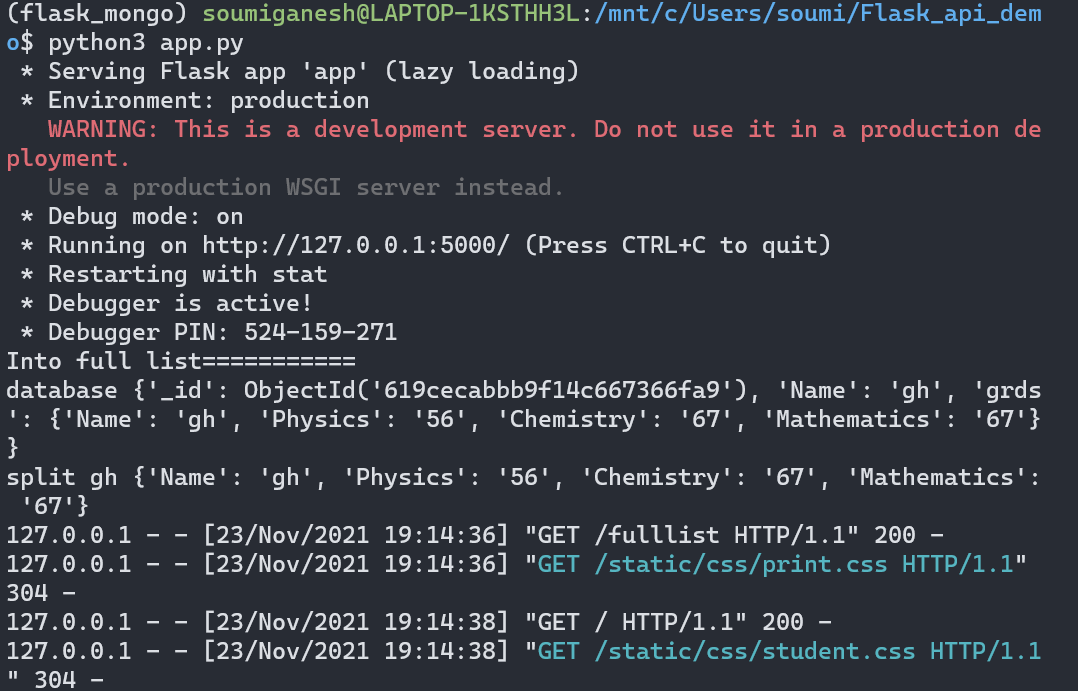 (flask_mongo) soumiganesh@LAPTOP-1KSTHH3L:/mnt/c/Users/soumi/Flask_api_dem
o$ python3 app.py
 * Serving Flask app 'app' (lazy loading)
 * Environment: production
   WARNING: This is a development server. Do not use it in a production de
ployment.
   Use a production WSGI server instead.
 * Debug mode: on
 * Running on http://127.0.0.1:5000/ (Press CTRL+C to quit)
 * Restarting with stat
 * Debugger is active!
 * Debugger PIN: 524-159-271
Into full list===========
database {'_id': ObjectId('619cecabbb9f14c667366fa9'), 'Name': 'gh', 'grds
': {'Name': 'gh', 'Physics': '56', 'Chemistry': '67', 'Mathematics': '67'}
}
split gh {'Name': 'gh', 'Physics': '56', 'Chemistry': '67', 'Mathematics':
 '67'}
127.0.0.1 - - [23/Nov/2021 19:14:36] "GET /fulllist HTTP/1.1" 200 -
127.0.0.1 - - [23/Nov/2021 19:14:36] "GET /static/css/print.css HTTP/1.1"
304 -
127.0.0.1 - - [23/Nov/2021 19:14:38] "GET / HTTP/1.1" 200 -
127.0.0.1 - - [23/Nov/2021 19:14:38] "GET /static/css/student.css HTTP/1.1
" 304 -